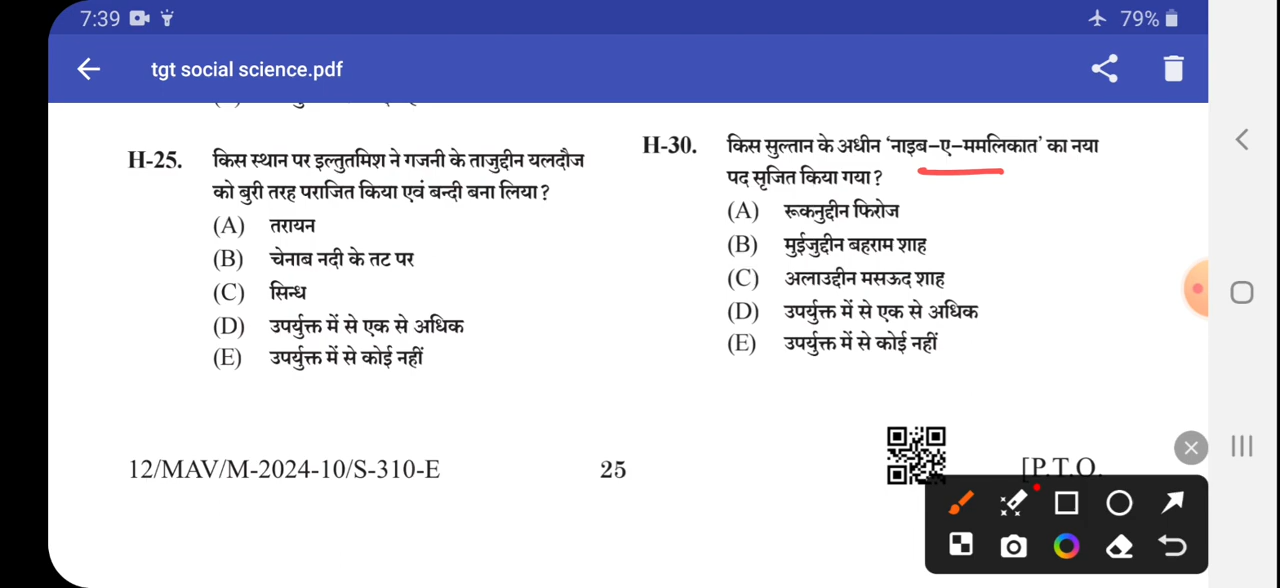 7:39
79%
tgt social science.pdf
H-25. किस स्थान पर इल्तुतमिश ने गजनी के ताजुद्दीन यलदौज
को बुरी तरह पराजित किया एवं बन्दी बना लिया?
(A) तरायन
(B) चेनाब नदी के तट पर
(C) सिन्ध
(D) उपर्युक्त में से एक से अधिक
(E) उपर्युक्त में से कोई नहीं
H-30. किस सुल्तान के अधीन ‘नाइब-ए-ममलिकात’ का नया
पद सृजित किया गया?
(A) रूकनुद्दीन फिरोज
(B) मुईजुद्दीन बहराम शाह
(C) अलाउद्दीन मसऊद शाह
(D) उपर्युक्त में से एक से अधिक
(E) उपर्युक्त में से कोई नहीं
12/MAV/M-2024-10/S-310-E
25
[P.T.O.